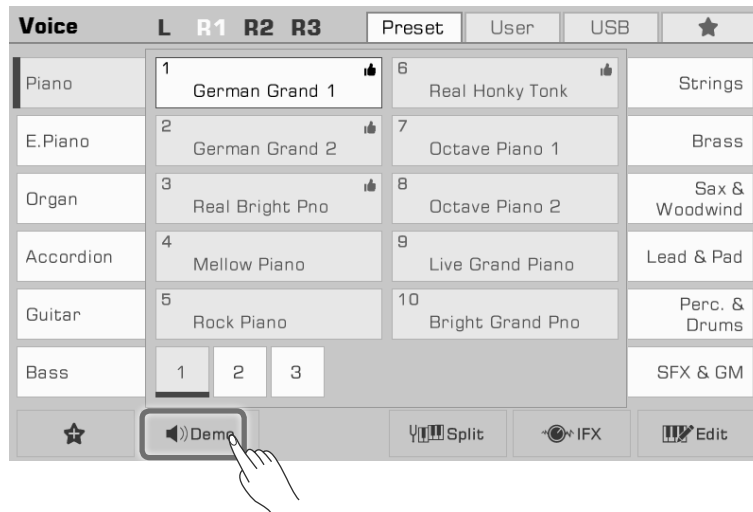 Voice L R1 R2 R3 Preset User USB
Piano
E.Piano
Organ
Accordion
Guitar
Bass
1
German Grand 1
2
German Grand 2
3
Real Bright Pno
4
Mellow Piano
5
Rock Piano
6
Real Honky Tonk
7
Octave Piano 1
8
Octave Piano 2
9
Live Grand Piano
10
Bright Grand Pno
1 2 3
Strings
Brass
Sax &
Woodwind
Lead & Pad
Perc. &
Drums
SFX & GM
Demo Split IFX Edit